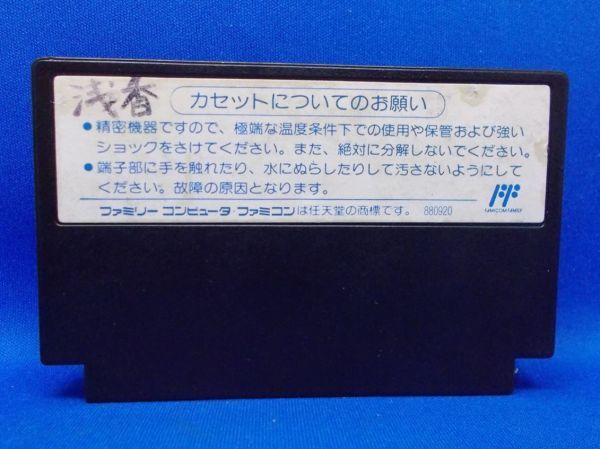 浅香
カセットについてのお願い
●精密機器ですので、極端な温度条件下での使用や保管および強い
ショックをさけてください。また、絶対に分解しないでください。
●端子部に手を触れたり、水にぬらしたりして汚さないようにして
ください。故障の原因となります。
FF
FAMICOM FAMILY
ファミリーコンピュータ・ファミコンは任天堂の商標です。 880920